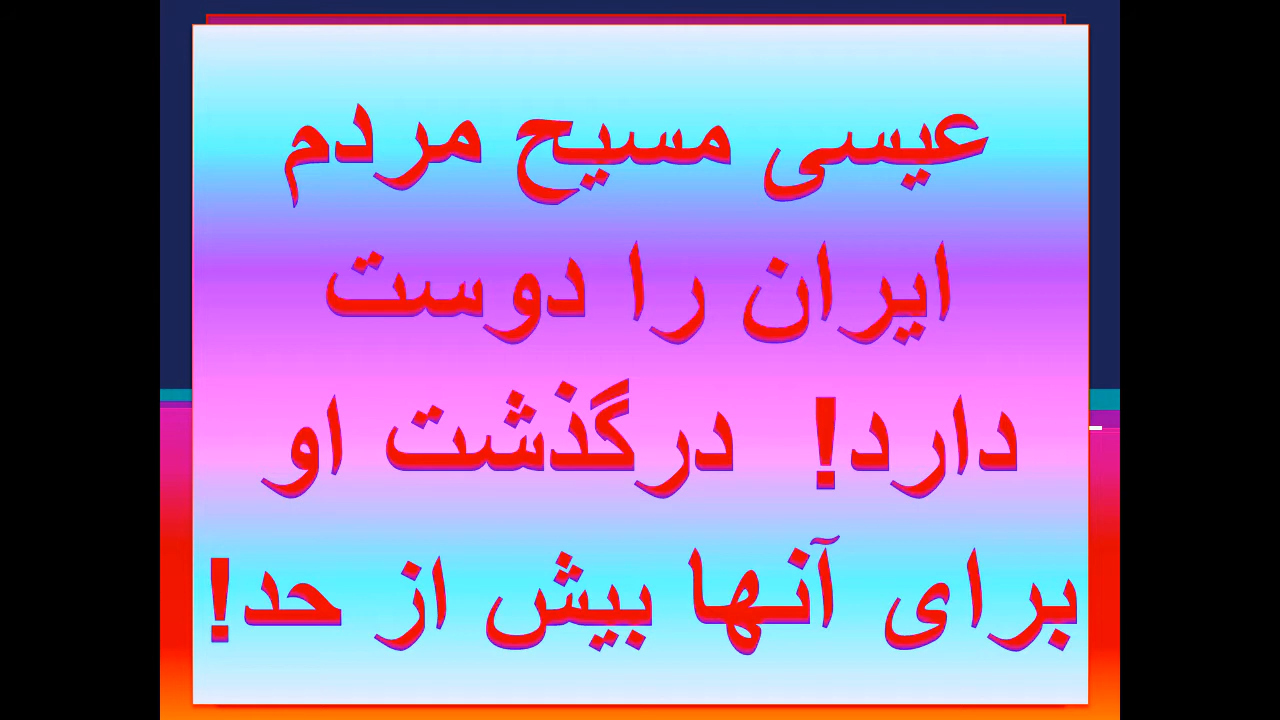 عیسی مسیح مردم
ایران را دوست
دارد! درگذشت او
برای آنها بیش از حد!